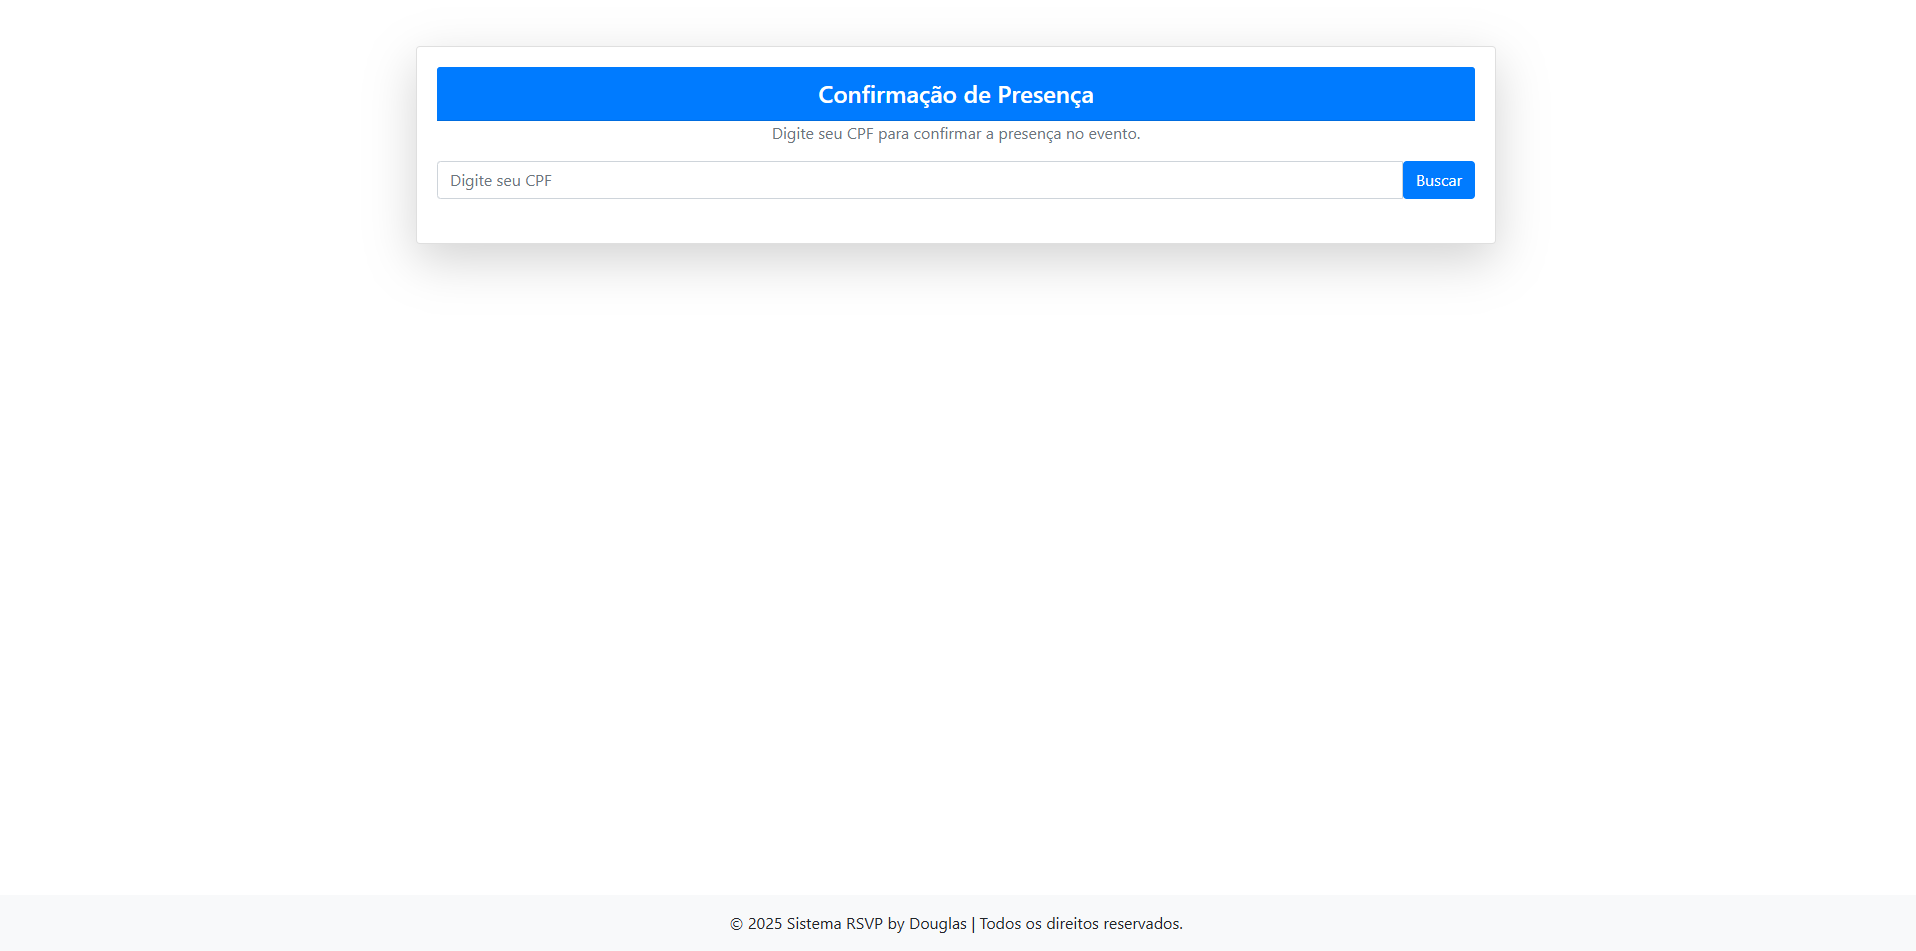 Confirmação de Presença
Digite seu CPF para confirmar a presença no evento.
Digite seu CPF
Buscar
© 2025 Sistema RSVP by Douglas | Todos os direitos reservados.